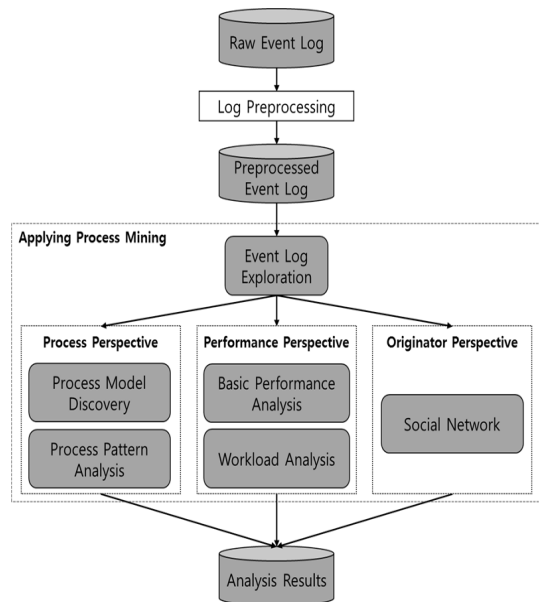 Raw Event Log
Log Preprocessing
Preprocessed
Event Log
Applying Process Mining
Event Log
Exploration
Process Perspective
Process Model
Discovery
Process Pattern
Analysis
Performance Perspective
Basic Performance
Analysis
Workload Analysis
Originator Perspective
Social Network
Analysis Results